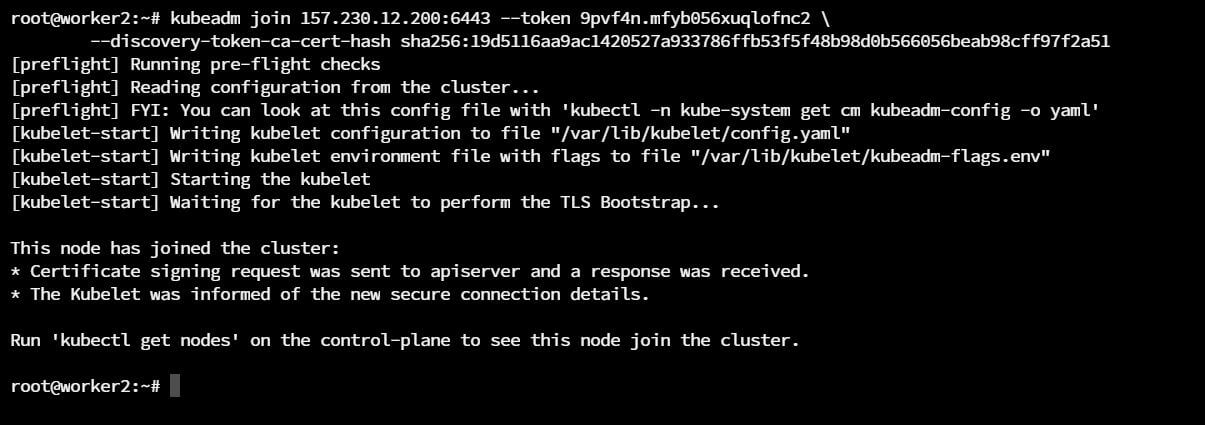 root@worker2:~# kubeadm join 157.230.12.200:6443 --token 9pvf4n.mfyb056xuqlofnc2 \
--discovery-token-ca-cert-hash sha256:19d5116aa9ac1420527a933786ffb53f5f48b98d0b566056beab98cff97f2a51
[preflight] Running pre-flight checks
[preflight] Reading configuration from the cluster...
[preflight] FYI: You can look at this config file with 'kubectl -n kube-system get cm kubeadm-config -o yaml'
[kubelet-start] Writing kubelet configuration to file "/var/lib/kubelet/config.yaml"
[kubelet-start] Writing kubelet environment file with flags to file "/var/lib/kubelet/kubeadm-flags.env"
[kubelet-start] Starting the kubelet
[kubelet-start] Waiting for the kubelet to perform the TLS Bootstrap...
This node has joined the cluster:
* Certificate signing request was sent to apiserver and a response was received.
* The Kubelet was informed of the new secure connection details.
Run 'kubectl get nodes' on the control-plane to see this node join the cluster.
root@worker2:~#